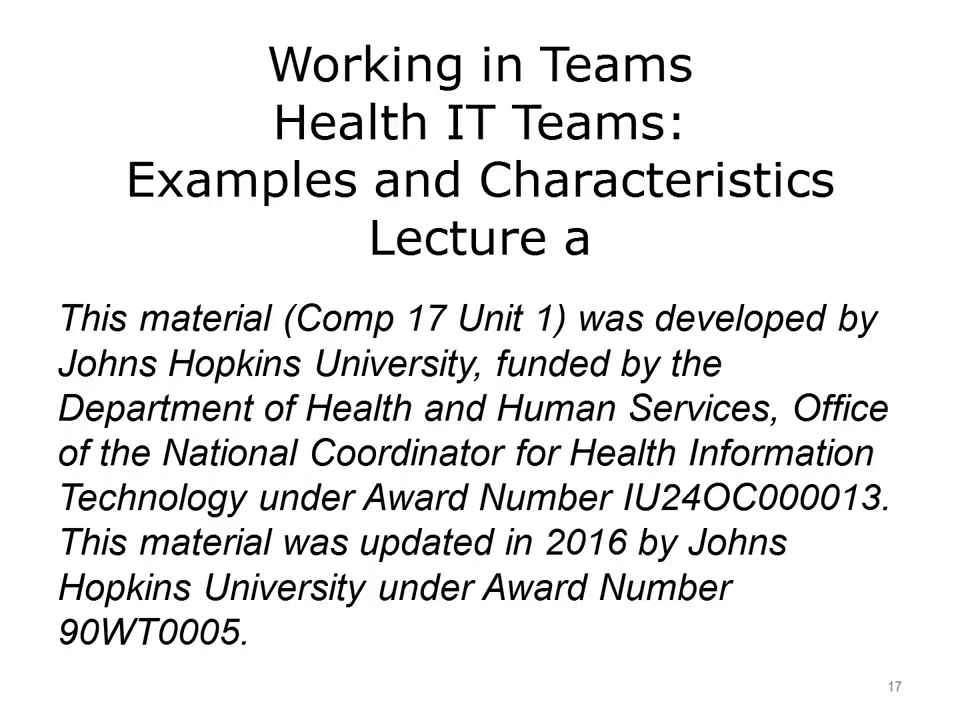 Working in Teams
Health IT Teams:
Examples and Characteristics
Lecture a
This material (Comp 17 Unit 1) was developed by
Johns Hopkins University, funded by the
Department of Health and Human Services, Office
of the National Coordinator for Health Information
Technology under Award Number IU24OC000013.
This material was updated in 2016 by Johns
Hopkins University under Award Number
90WT0005.
17